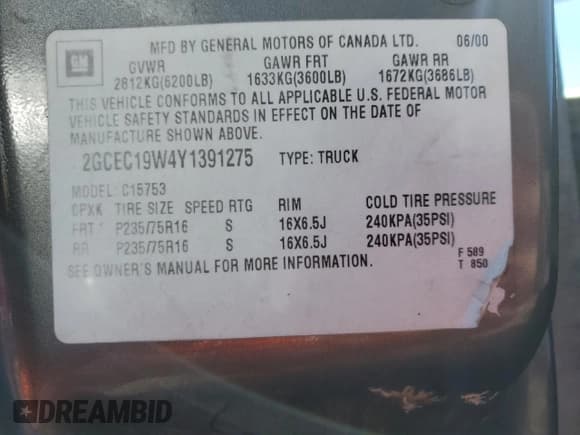 GM
MFD BY GENERAL MOTORS OF CANADA LTD. 06/00
GVWR GAWR FRT GAWR RR
2812KG(6200LB) 1633KG(3600LB) 1672KG(3686LB)
THIS VEHICLE CONFORMS TO ALL APPLICABLE U.S. FEDERAL MOTOR
VEHICLE SAFETY STANDARDS IN EFFECT ON THE DATE OF
MANUFACTURE SHOWN ABOVE.
2GCEC19W4Y1391275 TYPE: TRUCK
MODEL: C15753
CPXK TIRE SIZE SPEED RTG RIM COLD TIRE PRESSURE
FRT P235/75R16 S 16X6.5J 240KPA(35PSI)
RR P235/75R16 S 16X6.5J 240KPA(35PSI)
SEE OWNER'S MANUAL FOR MORE INFORMATION. F 589
T 850
DREAMBID